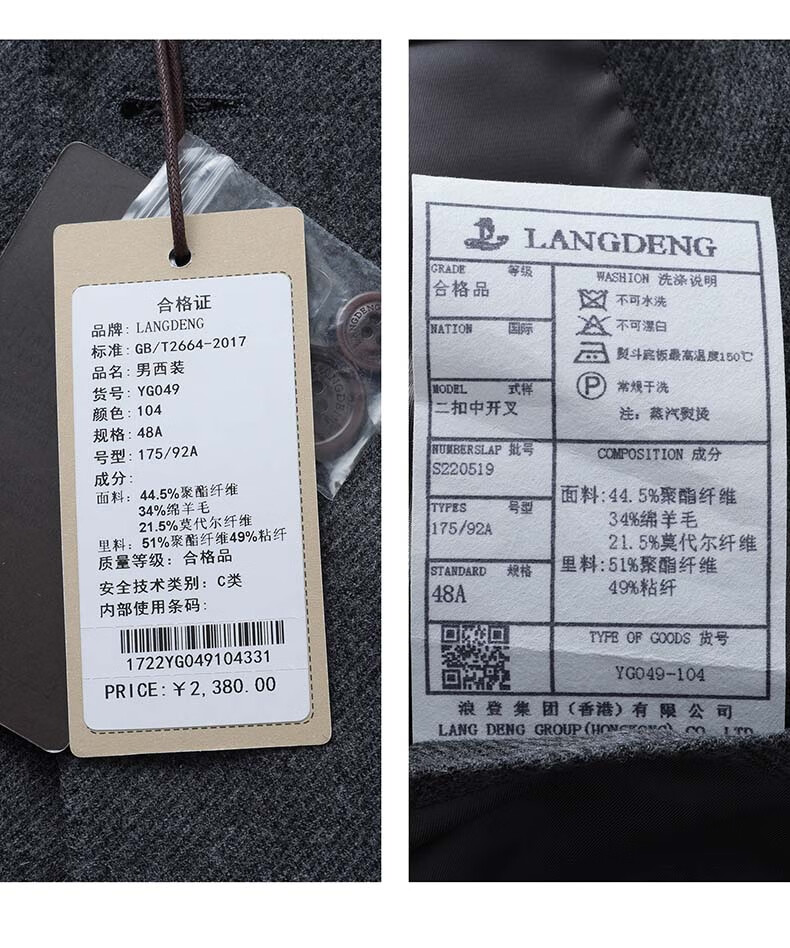 合格证
品牌: LANGDENG
标准: GB/T2664-2017
品名: 男西装
货号: YG049
颜色: 104
规格: 48A
号型: 175/92A
成分:
面料: 44.5%聚酯纤维
34%绵羊毛
21.5%莫代尔纤维
里料: 51%聚酯纤维49%粘纤
质量等级: 合格品
安全技术类别: C类
内部使用条码:
1722YG049104331
PRICE:￥2,380.00
LANGDENG
GRADE 等级
合格品
NATION 国际
MODEL 式样
二扣中开叉
NUMBERSLAP 批号
S220519
TYPES 号型
175/92A
STANDARD 规格
48A
WASHION 洗涤说明
不可水洗
不可漂白
熨斗底板最高温度150℃
P 常规干洗
注: 蒸汽熨烫
COMPOSITION 成分
面料:44.5%聚酯纤维
34%绵羊毛
21.5%莫代尔纤维
里料:51%聚酯纤维
49%粘纤
TYPE OF GOODS 货号
YG049-104
浪登集团(香港)有限公司
LANG DENG GROUP(HONGKONG) CO. LTD